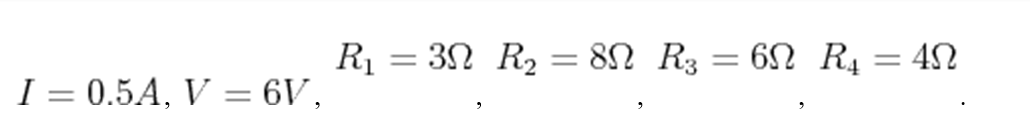 I = 0.5A, V = 6V, R₁ = 3Ω, R₂ = 8Ω, R₃ = 6Ω, R₄ = 4Ω.